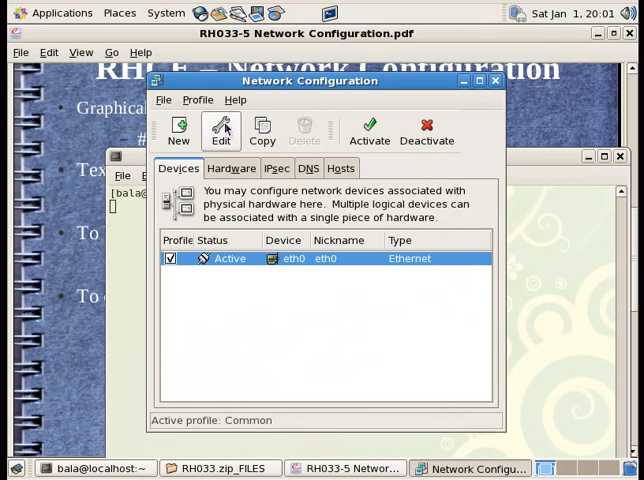 Applications Places System Sat Jan 1, 20:01
RH033-5 Network Configuration.pdf
File Edit View Go Help
Network Configuration
Graphical
Tex
To
To
File Ed
[bala@
Network Configuration
File Profile Help
New Edit Copy Delete Activate Deactivate
Devices Hardware IPsec DNS Hosts
You may configure network devices associated with
physical hardware here. Multiple logical devices can
be associated with a single piece of hardware.
Profile Status Device Nickname Type
Active eth0 eth0 Ethernet
Active profile: Common
bala@localhost:~ RH033.zip_FILES RH033-5 Networ... Network Configu...